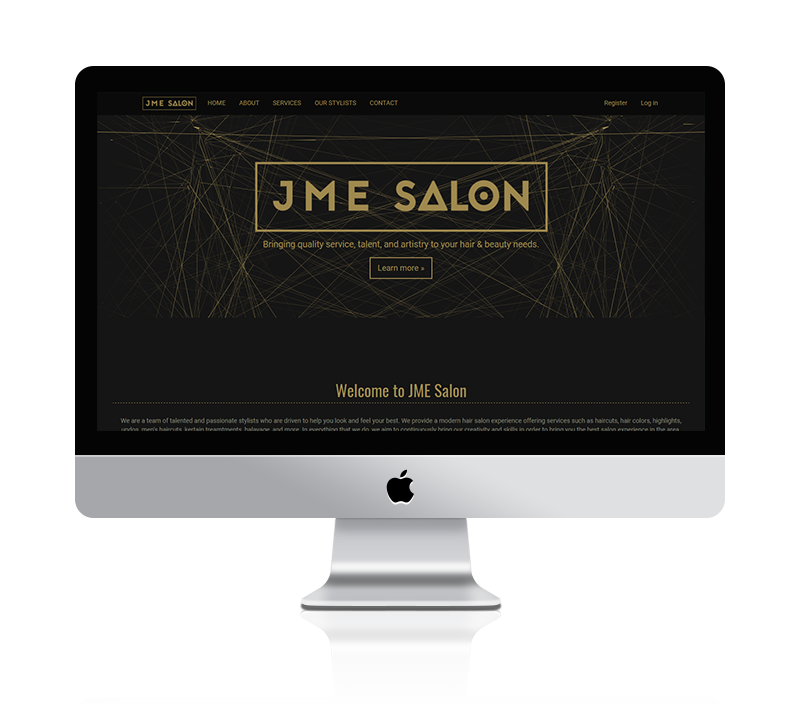 JME SALON HOME ABOUT SERVICES OUR STYLISTS CONTACT Register Log in
JME SALON
Bringing quality service, talent, and artistry to your hair & beauty needs.
Learn more »
Welcome to JME Salon
We are a team of talented and passionate stylists who are driven to help you look and feel your best. We provide a modern hair salon experience offering services such as haircuts, hair colors, highlights,
updos, men's haircuts, kertain treamtments, balayage, and more. In everything that we do, we aim to continuously bring our creativity and skills in order to bring you the best salon experience in the area.